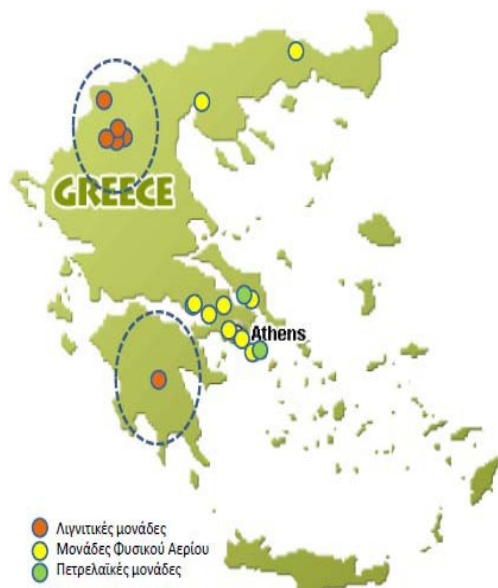 GREECE
Athens
Λιγνιτικές μονάδες
Μονάδες Φυσικού Αερίου
Πετρελαϊκές μονάδες